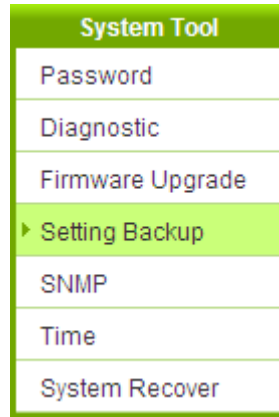 System Tool
Password
Diagnostic
Firmware Upgrade
Setting Backup
SNMP
Time
System Recover